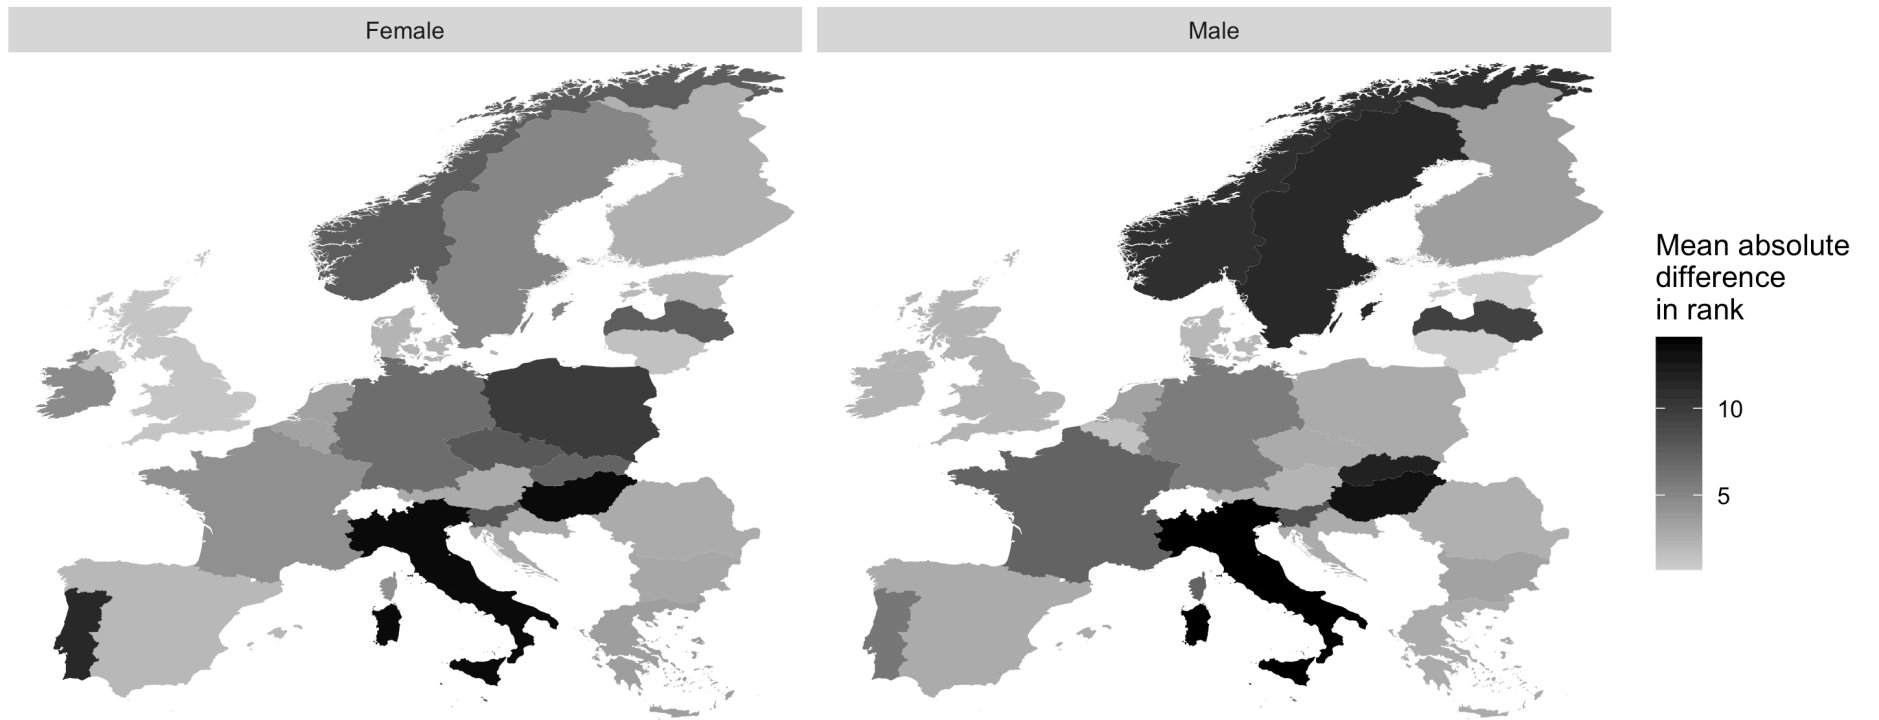 Female
Male
Mean absolute
difference
in rank
10
5